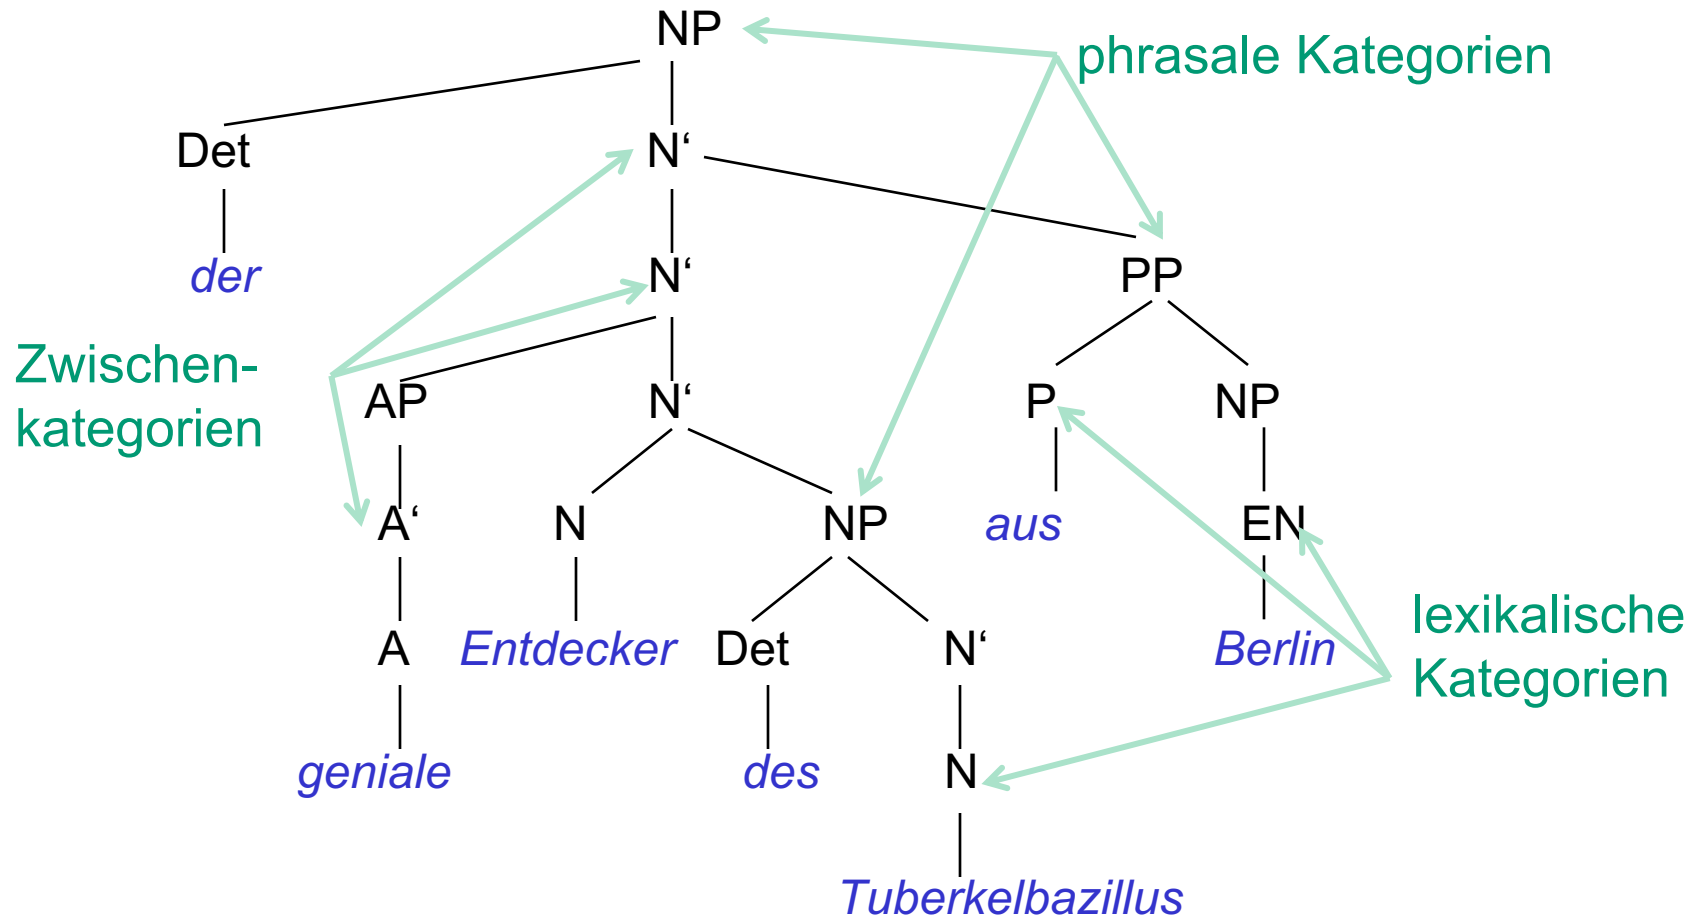 NP
phrasale Kategorien
Det N‘
der N‘ PP
Zwischen-
kategorien
AP N‘ P NP
A‘ N NP aus EN
lexikalische
Kategorien
A Entdecker Det N‘ Berlin
geniale des N
Tuberkelbazillus